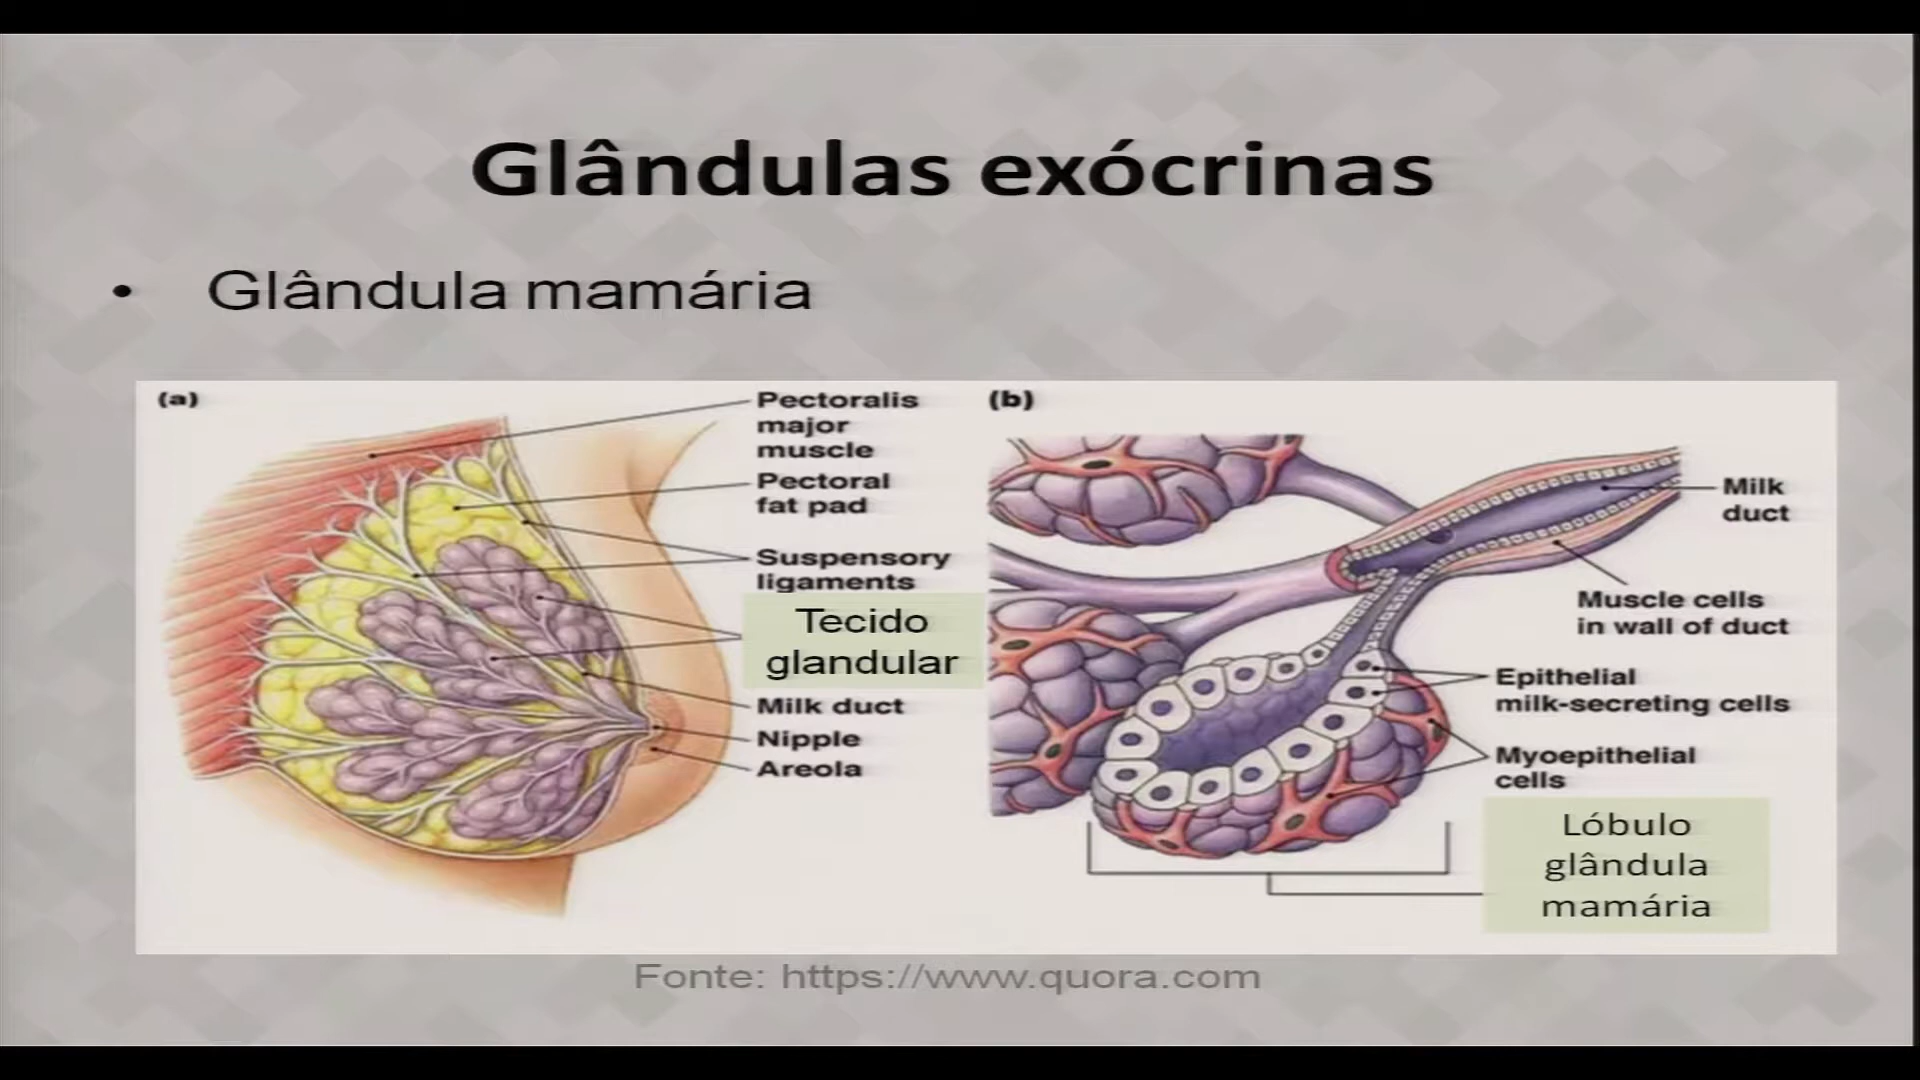 Glândulas exócrinas
• Glândula mamária
(a)
Pectoralis
major
muscle
Pectoral
fat pad
Suspensory
ligaments
Tecido
glandular
Milk duct
Nipple
Areola
(b)
Milk
duct
Muscle cells
in wall of duct
Epithelial
milk-secreting cells
Myoepithelial
cells
Lóbulo
glândula
mamária
Fonte: https://www.quora.com